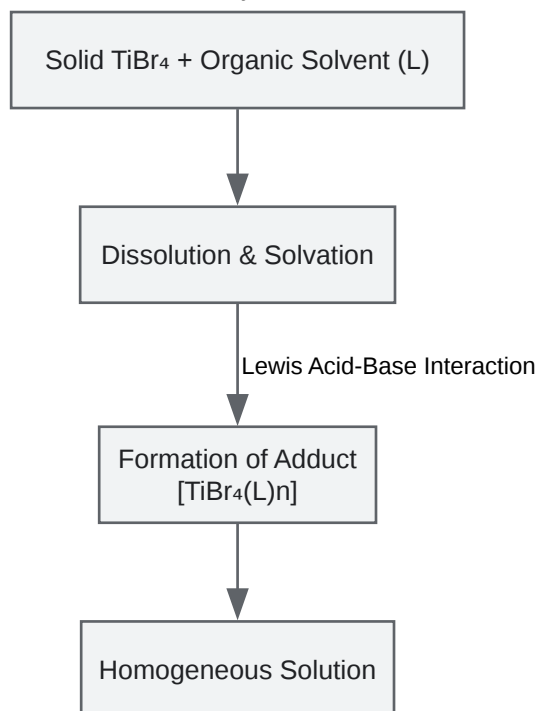 Solid TiBr₄ + Organic Solvent (L)
Dissolution & Solvation
Lewis Acid-Base Interaction
Formation of Adduct
[TiBr₄(L)n]
Homogeneous Solution